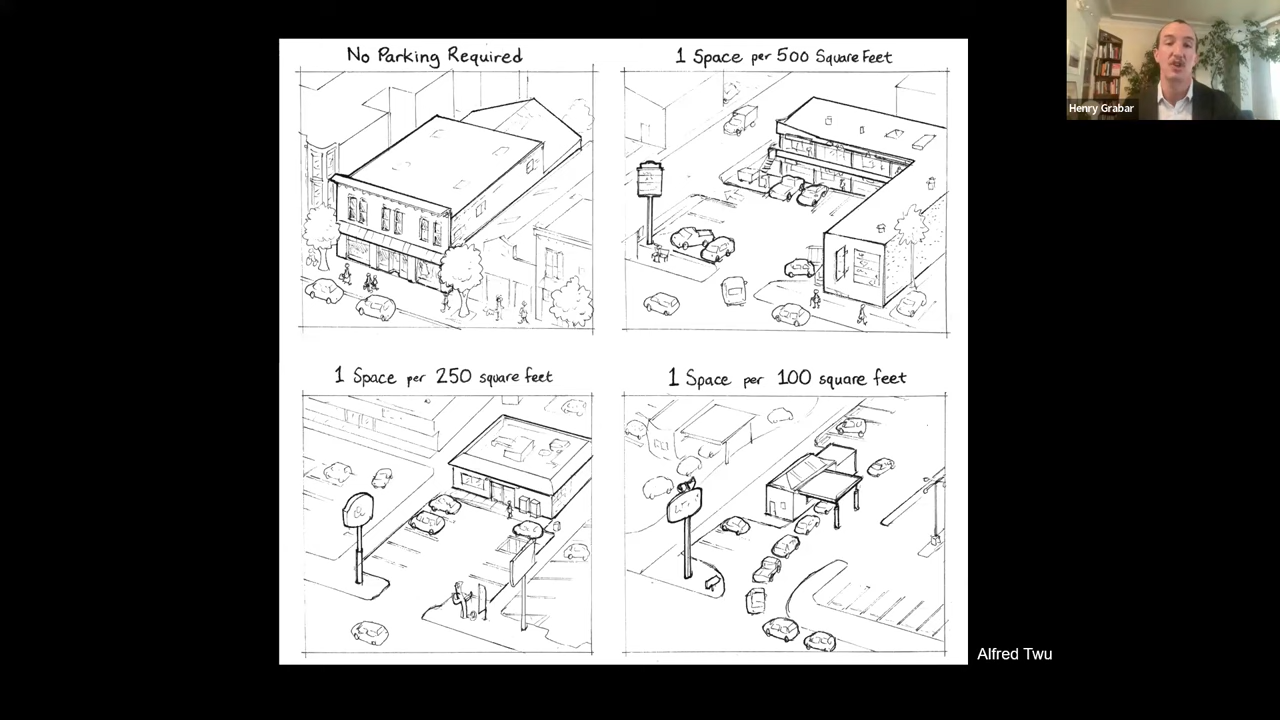 No Parking Required
1 Space per 500 Square Feet
Henry Grabar
1 Space per 250 square feet
1 Space per 100 square feet
Alfred Twu